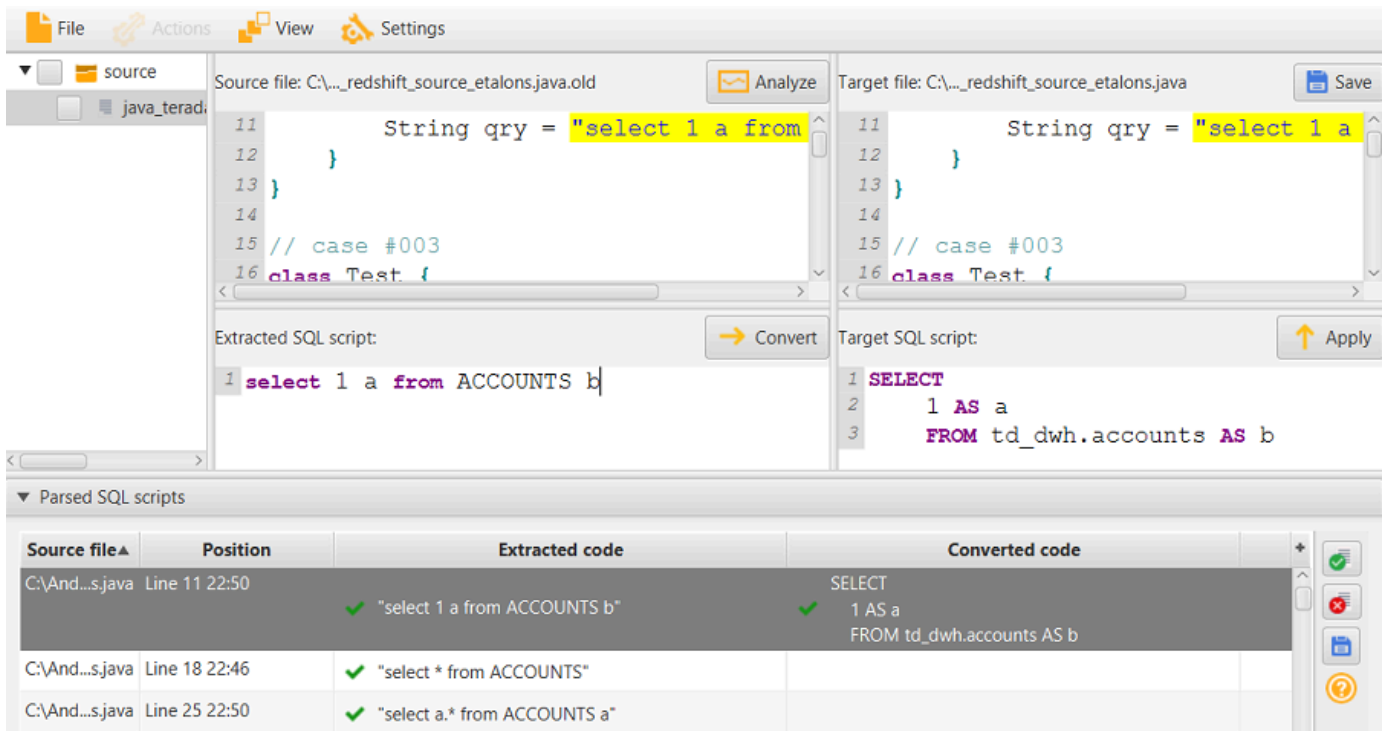 File Actions View Settings
source
java_terad
Source file: C:\..._redshift_source_etalons.java.old Analyze
11 String qry = "select 1 a from
12 }
13 }
14
15 // case #003
16 class Test {
Target file: C:\..._redshift_source_etalons.java Save
11 String qry = "select 1 a
12 }
13 }
14
15 // case #003
16 class Test {
Extracted SQL script: Convert
1 select 1 a from ACCOUNTS b
Target SQL script: Apply
1 SELECT
2 1 AS a
3 FROM td_dwh.accounts AS b
Parsed SQL scripts
Source file Position Extracted code Converted code
C:\And...s.java Line 11 22:50 "select 1 a from ACCOUNTS b"
SELECT
1 AS a
FROM td_dwh.accounts AS b
C:\And...s.java Line 18 22:46 "select * from ACCOUNTS"
C:\And...s.java Line 25 22:50 "select a.* from ACCOUNTS a"